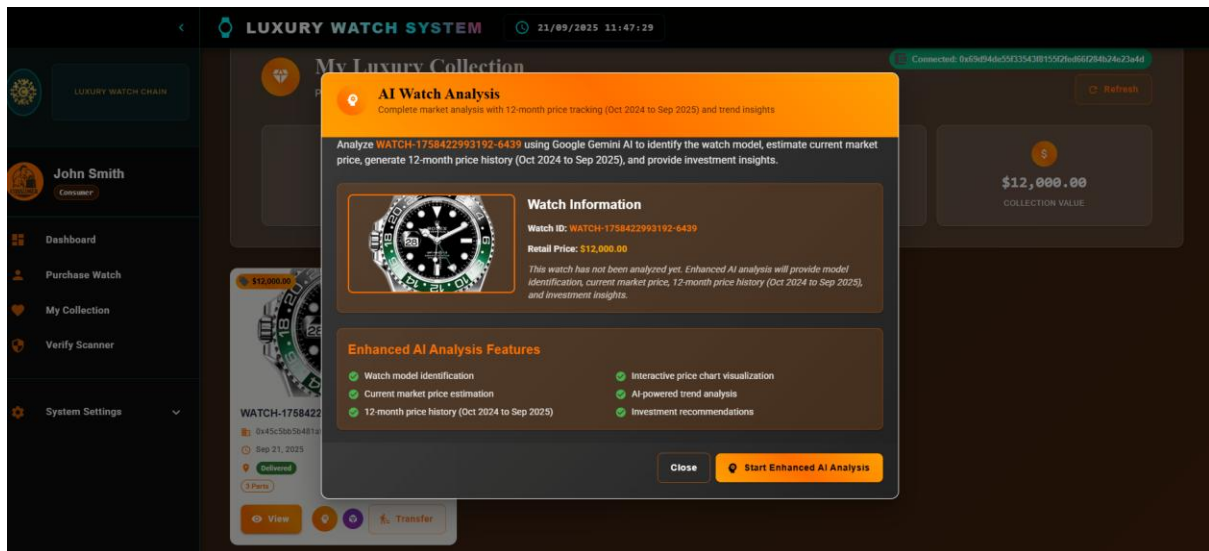 LUXURY WATCH SYSTEM
21/09/2025 11:47:29
LUXURY WATCH CHAIN
John Smith
Consumer
Dashboard
Purchase Watch
My Collection
Verify Scanner
System Settings
My Luxury Collection
Refresh
$12,000.00
COLLECTION VALUE
AI Watch Analysis
Complete market analysis with 12-month price tracking (Oct 2024 to Sep 2025) and trend insights
Analyze WATCH-1758422993192-6439 using Google Gemini AI to identify the watch model, estimate current market
price, generate 12-month price history (Oct 2024 to Sep 2025), and provide investment insights.
Watch Information
Watch ID: WATCH-1758422993192-6439
Retail Price: $12,000.00
This watch has not been analyzed yet. Enhanced AI analysis will provide model
identification, current market price, 12-month price history (Oct 2024 to Sep 2025),
and investment insights.
Enhanced AI Analysis Features
Watch model identification
Current market price estimation
12-month price history (Oct 2024 to Sep 2025)
Interactive price chart visualization
AI-powered trend analysis
Investment recommendations
Close
Start Enhanced AI Analysis
$12,000.00
WATCH-1758422
Sep 21, 2025
Delivered
3 Parts
View
Transfer